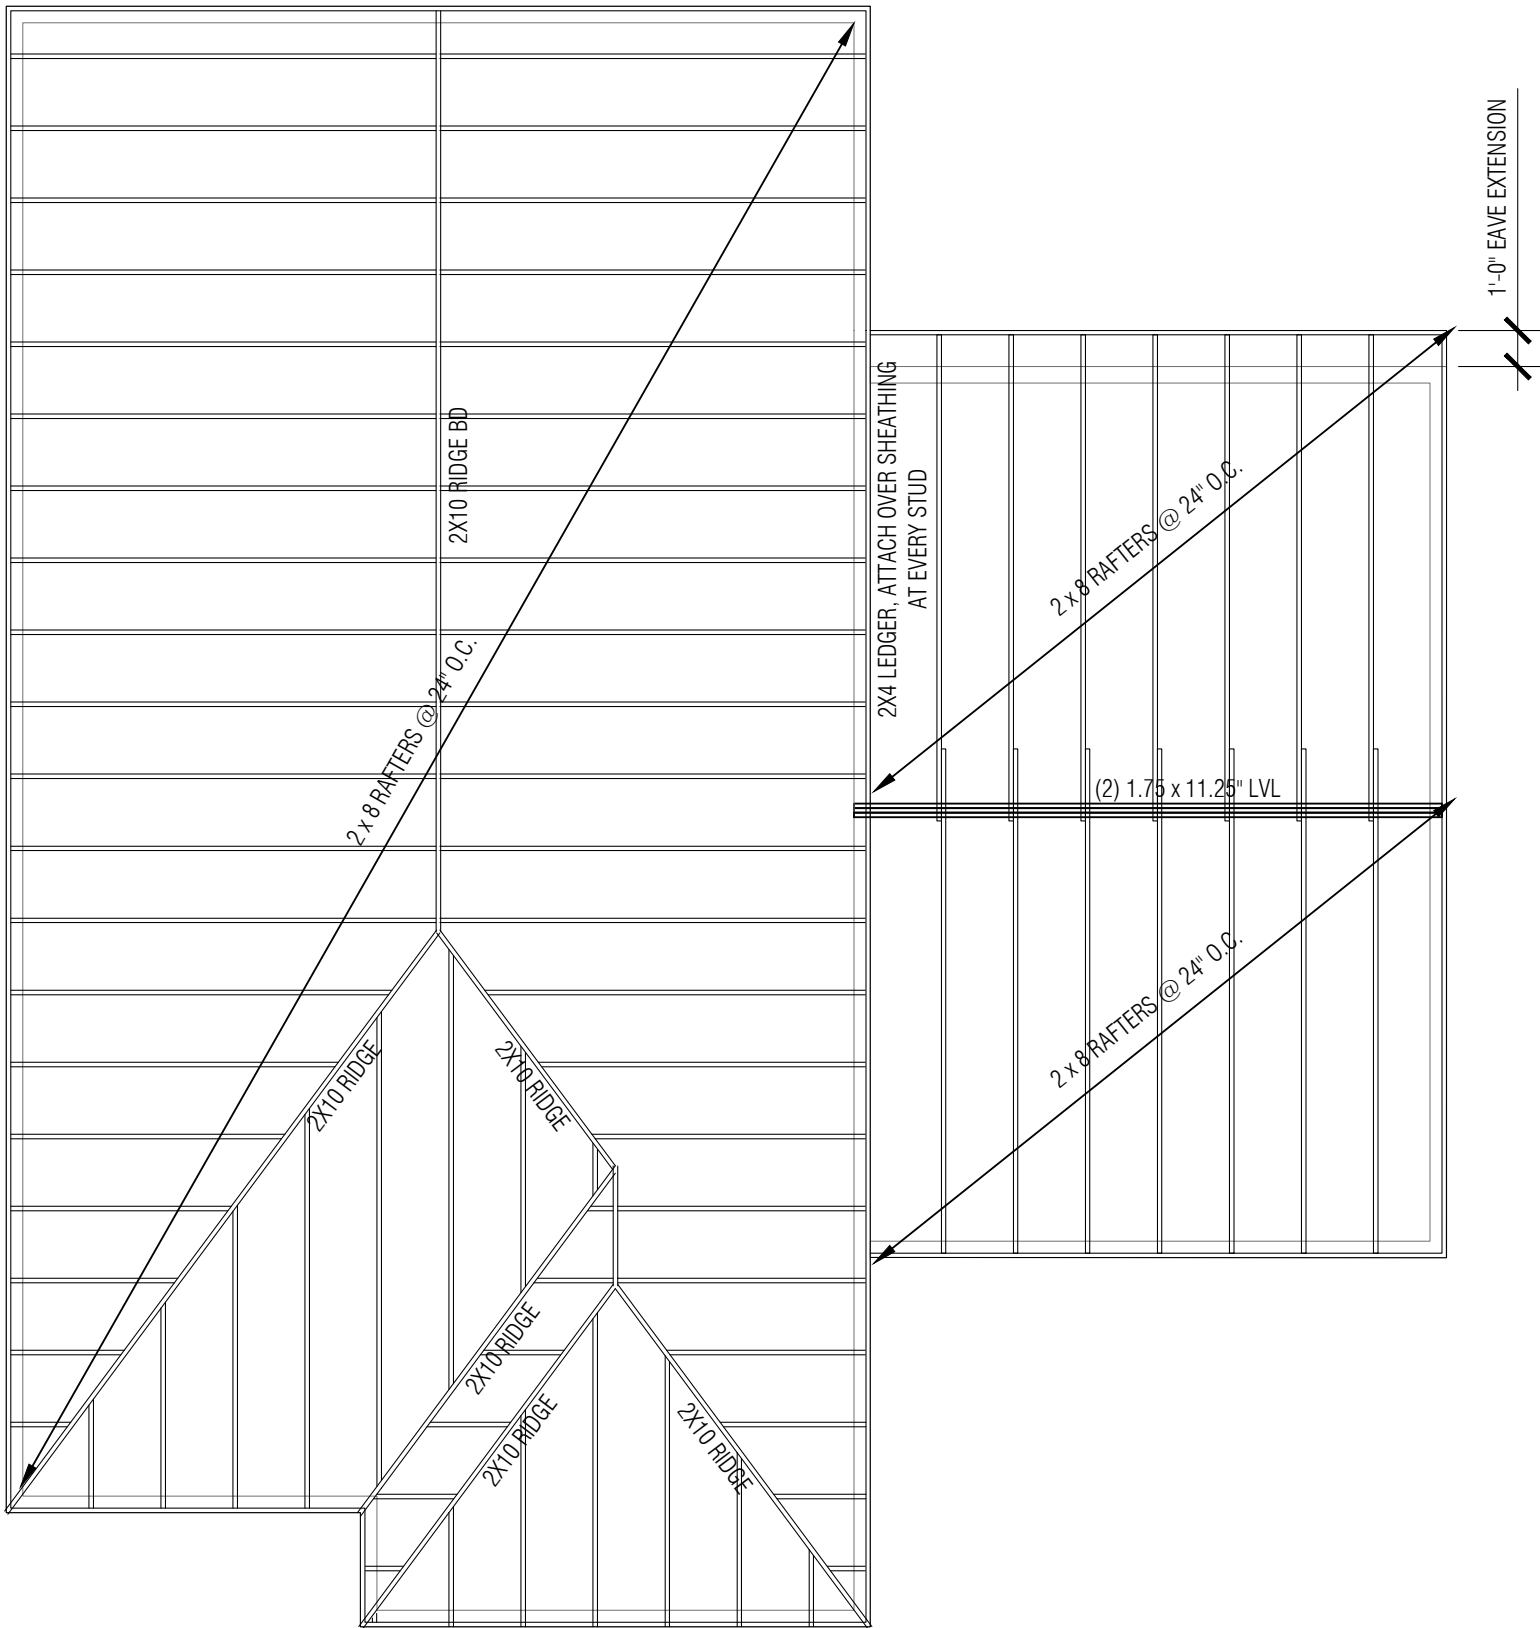 1'-0" EAVE EXTENSION
2X10 RIDGE BD
2X4 LEDGER, ATTACH OVER SHEATHING
AT EVERY STUD
2 x 8 RAFTERS @ 24" O.C.
2 x 8 RAFTERS @ 24" O.C.
(2) 1.75 x 11.25" LVL
2 x 8 RAFTERS @ 24" O.C.
2X10 RIDGE
2X10 RIDGE
2X10 RIDGE
2X10 RIDGE
2X10 RIDGE